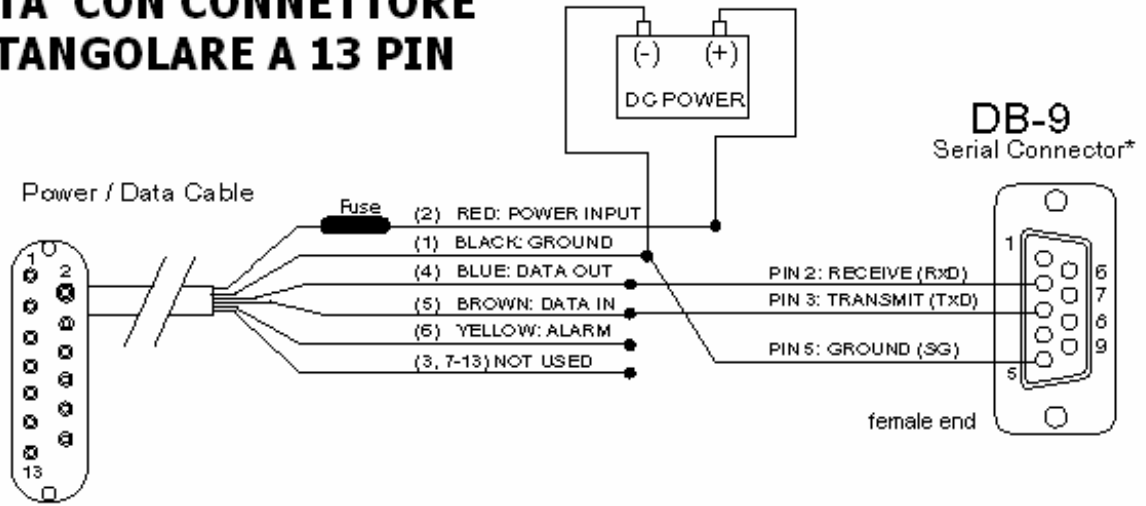 CON CONNETTORE
A 13 PIN
(-) (+)
DC POWER
DB-9
Serial Connector*
Power / Data Cable
Fuse
(2) RED: POWER INPUT
(1) BLACK: GROUND
(4) BLUE: DATA OUT
(5) BROWN: DATA IN
(6) YELLOW: ALARM
(3, 7-13) NOT USED
PIN 2: RECEIVE (RxD)
PIN 3: TRANSMIT (TxD)
PIN 5: GROUND (SG)
1
2
13
1
5
6
7
8
9
female end